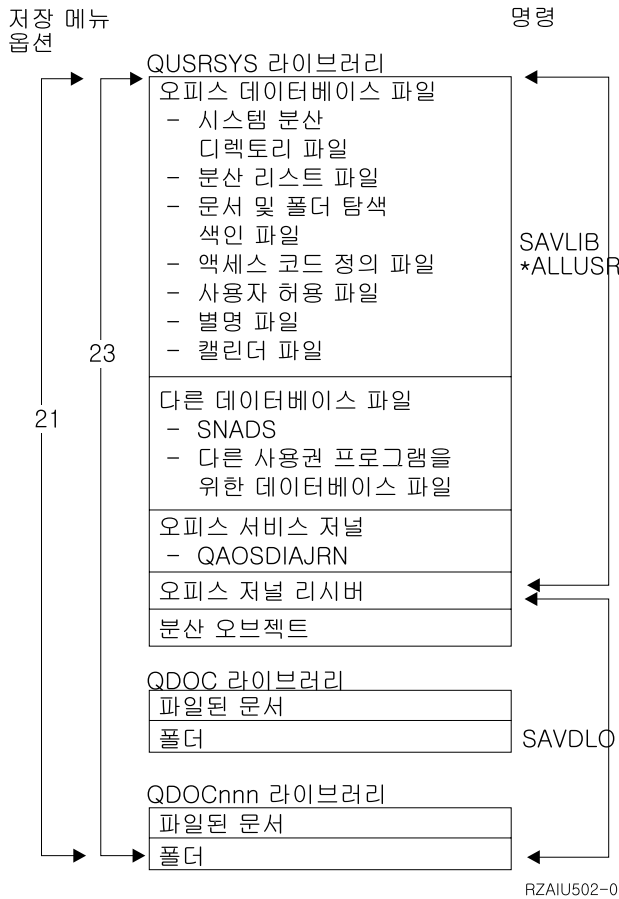 저장 메뉴
옵션
명령
QUSRSYS 라이브러리
오피스 데이터베이스 파일
- 시스템 분산
디렉토리 파일
- 분산 리스트 파일
- 문서 및 폴더 탐색
색인 파일
- 액세스 코드 정의 파일
- 사용자 허용 파일
- 별명 파일
- 캘린더 파일
SAVLIB
*ALLUSR
23
21
다른 데이터베이스 파일
- SNADS
- 다른 사용권 프로그램을
위한 데이터베이스 파일
오피스 서비스 저널
- QAOSDIAJRN
오피스 저널 리시버
분산 오브젝트
QDOC 라이브러리
파일된 문서
폴더
SAVDLO
QDOCnnn 라이브러리
파일된 문서
폴더
RZAIU502-0